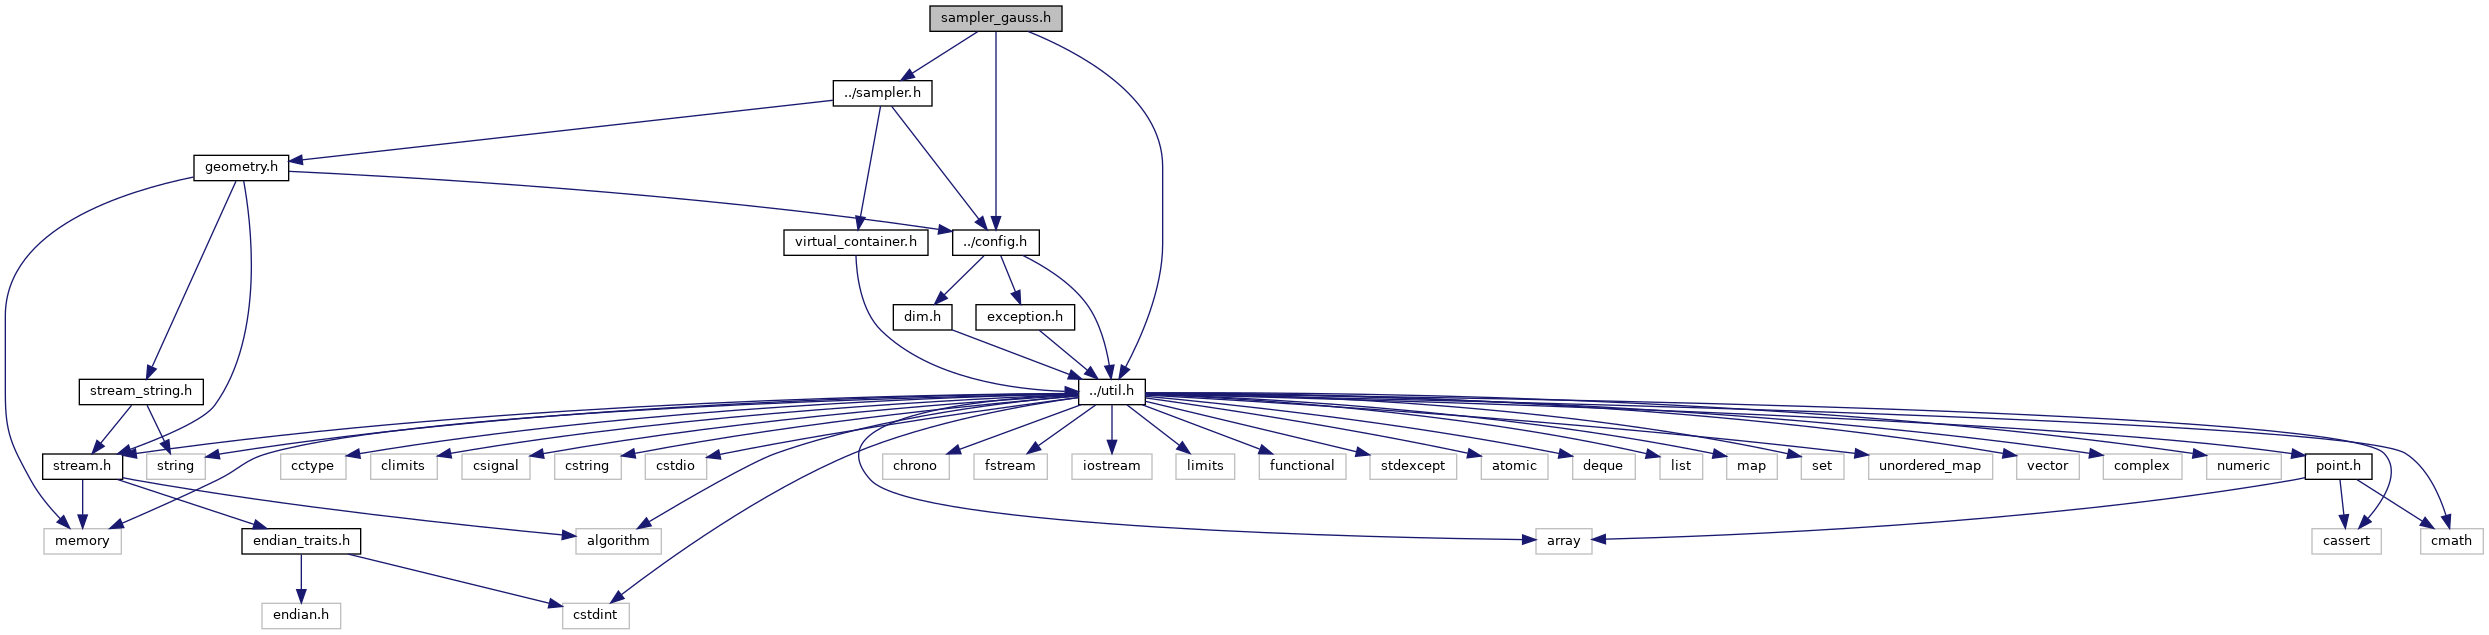 sampler_gauss.h
../sampler.h
geometry.h
virtual_container.h
../config.h
dim.h
exception.h
stream_string.h
../util.h
stream.h
string
cctype
climits
csignal
cstring
cstdio
chrono
fstream
iostream
limits
functional
stdexcept
atomic
deque
list
map
set
unordered_map
vector
complex
numeric
point.h
memory
endian_traits.h
algorithm
array
cassert
cmath
endian.h
cstdint